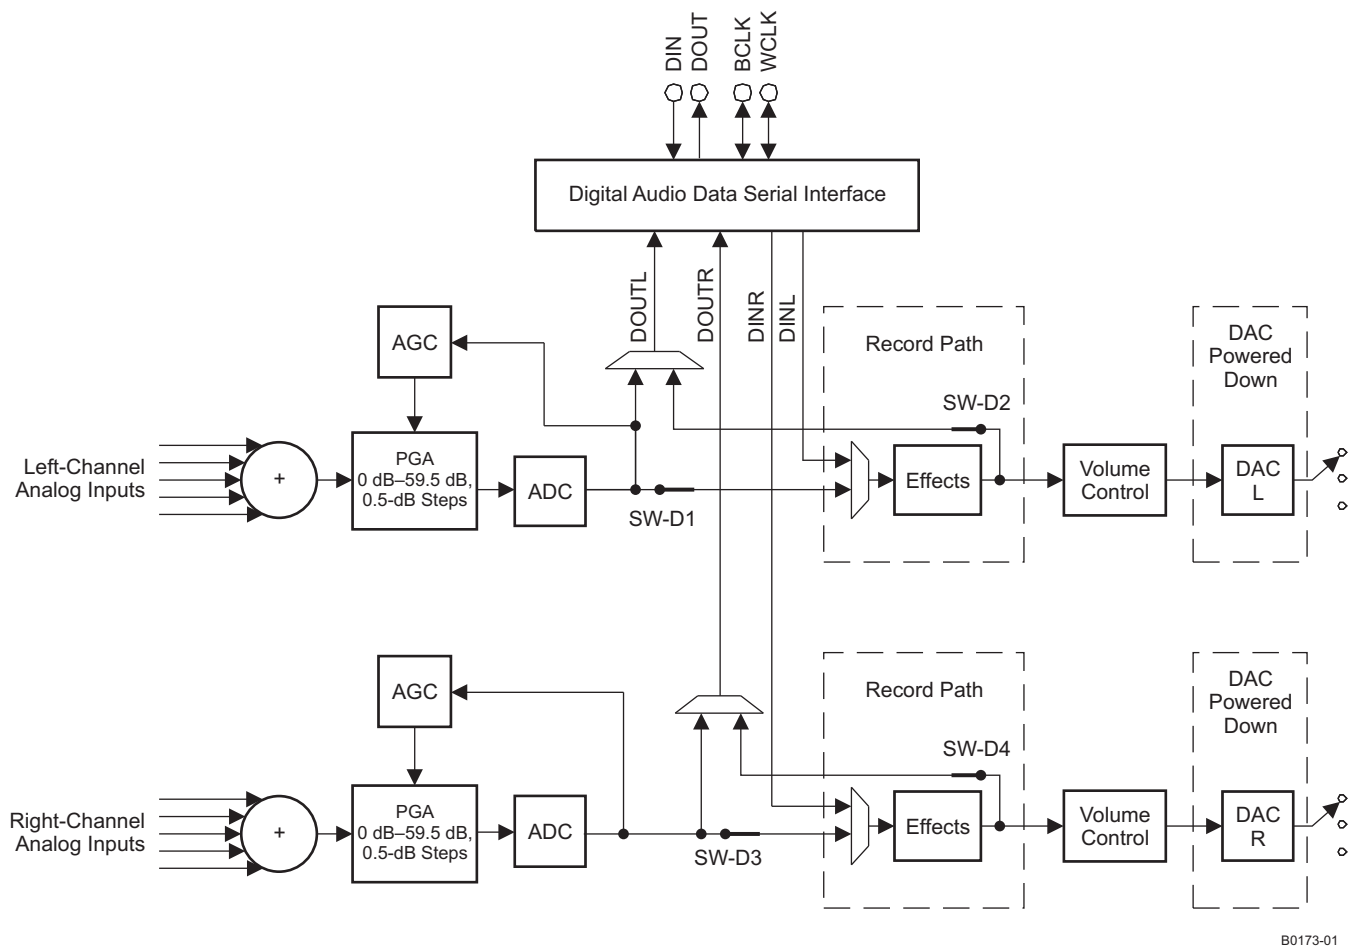 DIN
DOUT
BCLK
WCLK
Digital Audio Data Serial Interface
DOUTL
DOUTR
DINR
DINL
AGC
Record Path
DAC
Powered
Down
SW-D2
Left-Channel
Analog Inputs
+
PGA
0 dB–59.5 dB,
0.5-dB Steps
ADC
SW-D1
Effects
Volume
Control
DAC
L
AGC
Record Path
DAC
Powered
Down
SW-D4
Right-Channel
Analog Inputs
+
PGA
0 dB–59.5 dB,
0.5-dB Steps
ADC
SW-D3
Effects
Volume
Control
DAC
R
B0173-01